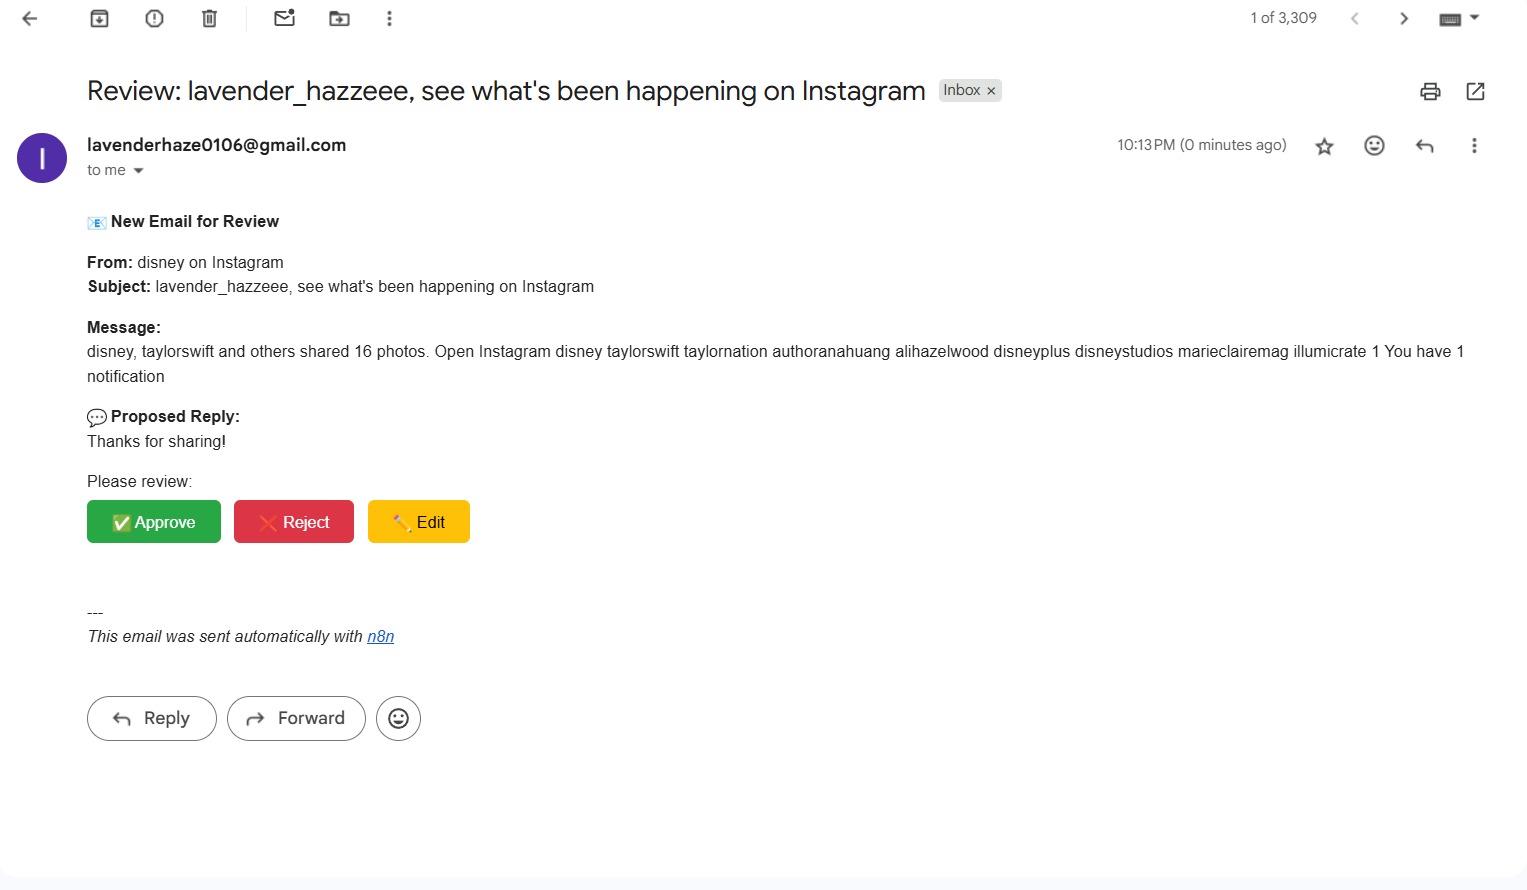 1 of 3,309
Review: lavender_hazzeee, see what's been happening on Instagram Inbox ×
l
lavenderhaze0106@gmail.com
10:13 PM (0 minutes ago)
to me
📧 New Email for Review
From: disney on Instagram
Subject: lavender_hazzeee, see what's been happening on Instagram
Message:
disney, taylorswift and others shared 16 photos. Open Instagram disney taylorswift taylornation authoranahuang alihazelwood disneyplus disneystudios marieclairemag illumicrate 1 You have 1
notification
💬 Proposed Reply:
Thanks for sharing!
Please review:
✅ Approve ❌ Reject ✏️ Edit
---
This email was sent automatically with n8n
Reply Forward